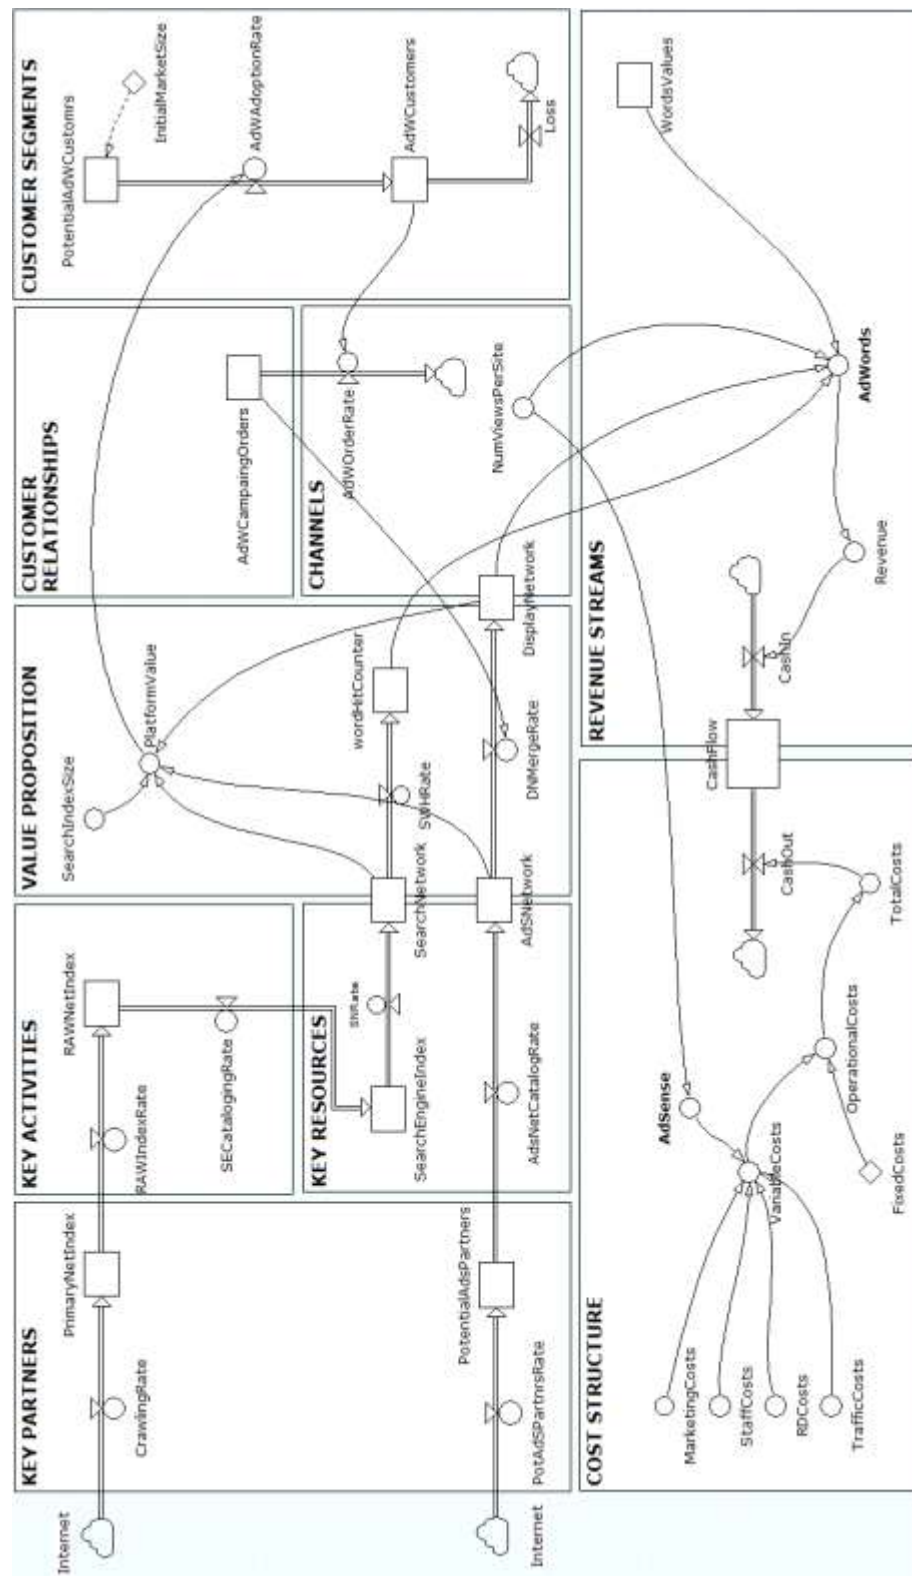 KEY PARTNERS
Internet
CrawlingRate
PrimaryNetIndex
Internet
PotAdSPartnrsRate
PotentialAdsPartners
KEY ACTIVITIES
RAWIndexRate
RAWNetIndex
SECatalogingRate
KEY RESOURCES
SearchEngineIndex
SNRate
SearchNetwork
AdsNetCatalogRate
AdSNetwork
VALUE PROPOSITION
SearchIndexSize
PlatformValue
SWHRate
wordHitCounter
DNMergeRate
DisplayNetwork
CUSTOMER
RELATIONSHIPS
AdWCampaingOrders
CHANNELS
AdWOrderRate
NumViewsPerSite
CUSTOMER SEGMENTS
PotentialAdWCustomrs
InitialMarketSize
AdWAdoptionRate
AdWCustomers
Loss
COST STRUCTURE
MarketingCosts
StaffCosts
RDCosts
TrafficCosts
AdSense
VariableCosts
FixedCosts
OperationalCosts
TotalCosts
CashOut
CashFlow
REVENUE STREAMS
CashIn
Revenue
AdWords
WordsValues